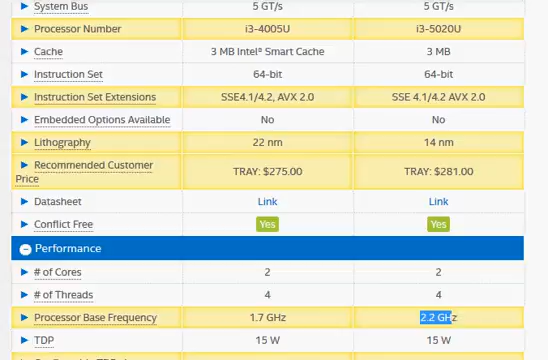 System Bus 5 GT/s 5 GT/s
Processor Number i3-4005U i3-5020U
Cache 3 MB Intel® Smart Cache 3 MB
Instruction Set 64-bit 64-bit
Instruction Set Extensions SSE4.1/4.2, AVX 2.0 SSE 4.1/4.2, AVX 2.0
Embedded Options Available No No
Lithography 22 nm 14 nm
Recommended Customer
Price TRAY: $275.00 TRAY: $281.00
Datasheet Link Link
Conflict Free Yes Yes
Performance
# of Cores 2 2
# of Threads 4 4
Processor Base Frequency 1.7 GHz 2.2 GHz
TDP 15 W 15 W